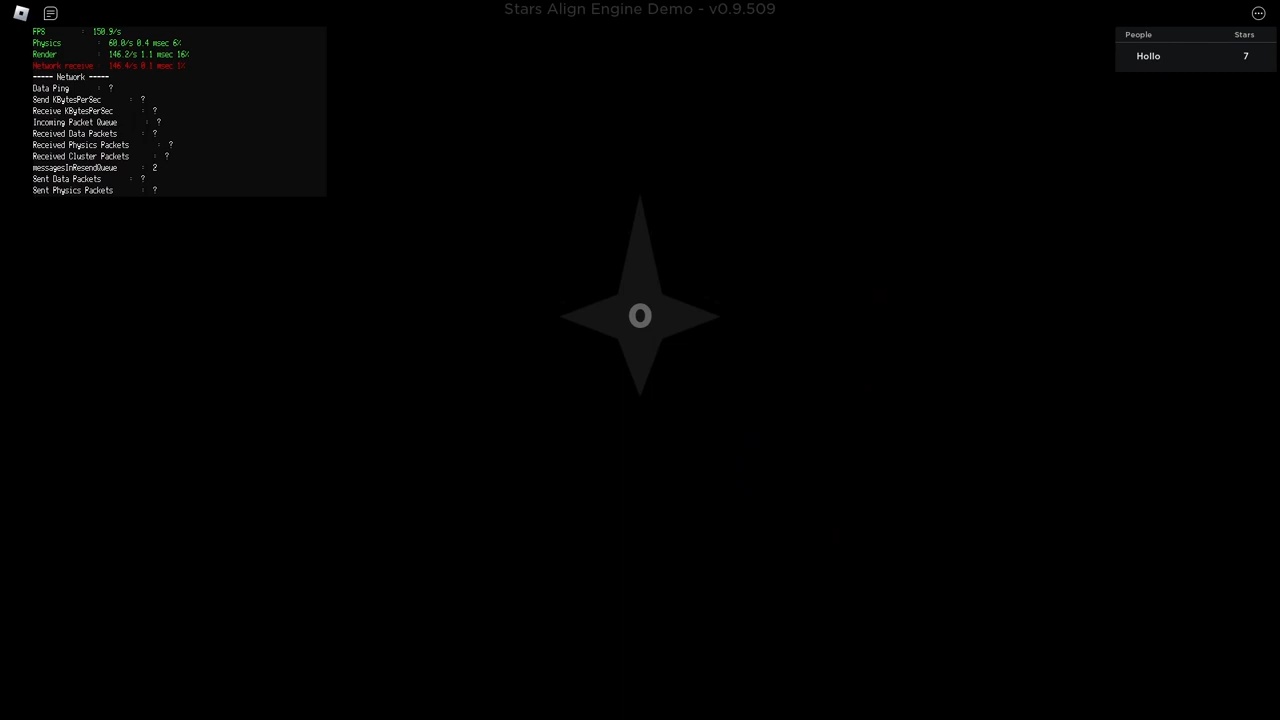 Stars Align Engine Demo - v0.9.509
FPS : 150.9/s
Physics : 60.0/s 0.4 msec 6%
Render : 146.2/s 1.1 msec 16%
Network receive : 146.4/s 0.1 msec 1%
----- Network -----
Data Ping : ?
Send KBytesPerSec : ?
Receive KBytesPerSec : ?
Incoming Packet Queue : ?
Received Data Packets : ?
Received Physics Packets : ?
Received Cluster Packets : ?
messagesInResendQueue : 2
Sent Data Packets : ?
Sent Physics Packets : ?
People Stars
Hollo 7
0